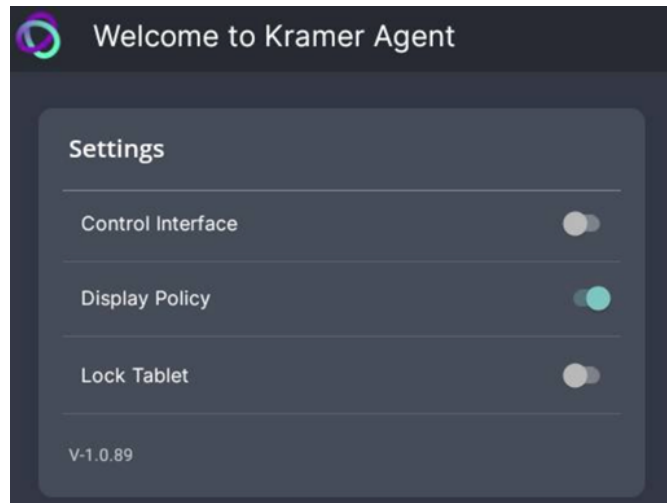 Welcome to Kramer Agent
Settings
Control Interface
Display Policy
Lock Tablet
V-1.0.89